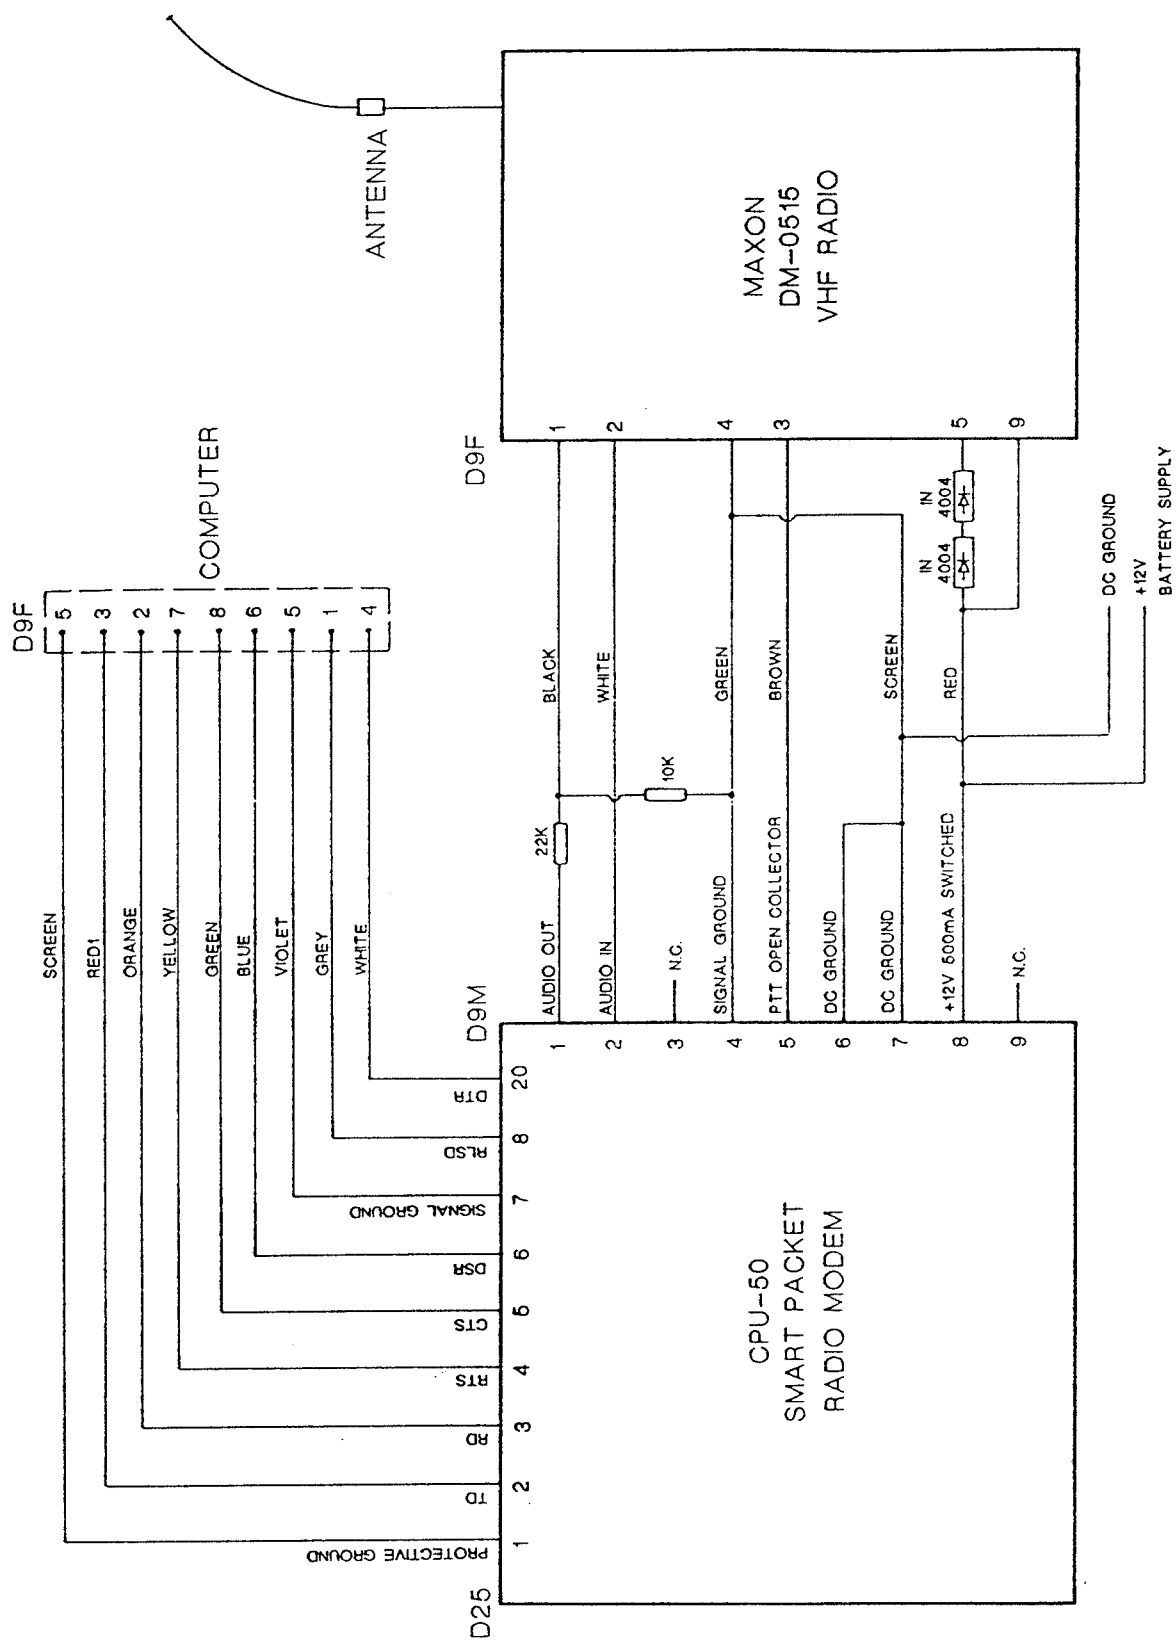 ANTENNA
MAXON
DM-0515
VHF RADIO
D9F
1
2
4
3
5
9
COMPUTER
D9F
5
3
2
7
8
6
5
1
4
SCREEN
RED1
ORANGE
YELLOW
GREEN
BLUE
VIOLET
GREY
WHITE
BLACK
WHITE
GREEN
BROWN
SCREEN
RED
IN
4004
IN
4004
DC GROUND
+12V
BATTERY SUPPLY
22K
10K
D9M
AUDIO OUT
AUDIO IN
N.C.
SIGNAL GROUND
PTT OPEN COLLECTOR
DC GROUND
DC GROUND
+12V 500mA SWITCHED
N.C.
1
2
3
4
5
6
7
8
9
D25
PROTECTIVE GROUND
TD
RD
RTS
CTS
DSR
SIGNAL GROUND
RLSD
DTR
1
2
3
4
5
6
7
8
20
CPU-50
SMART PACKET
RADIO MODEM